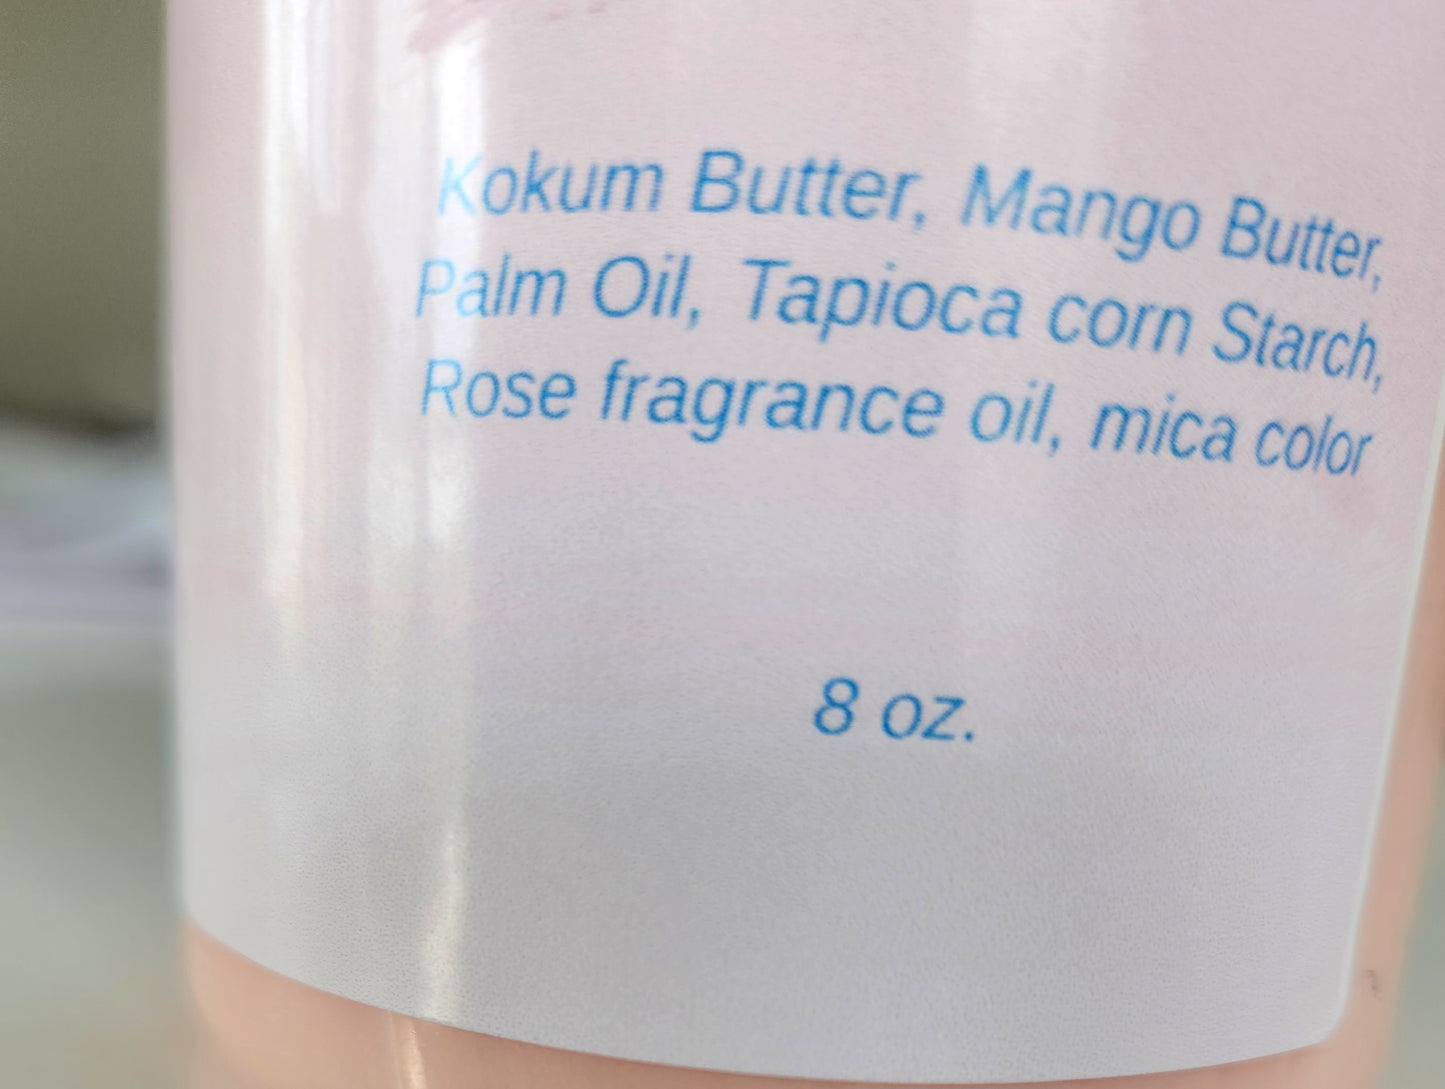 Kokum Butter, Mango Butter,
Palm Oil, Tapioca corn Starch,
Rose fragrance oil, mica color
8 oz.